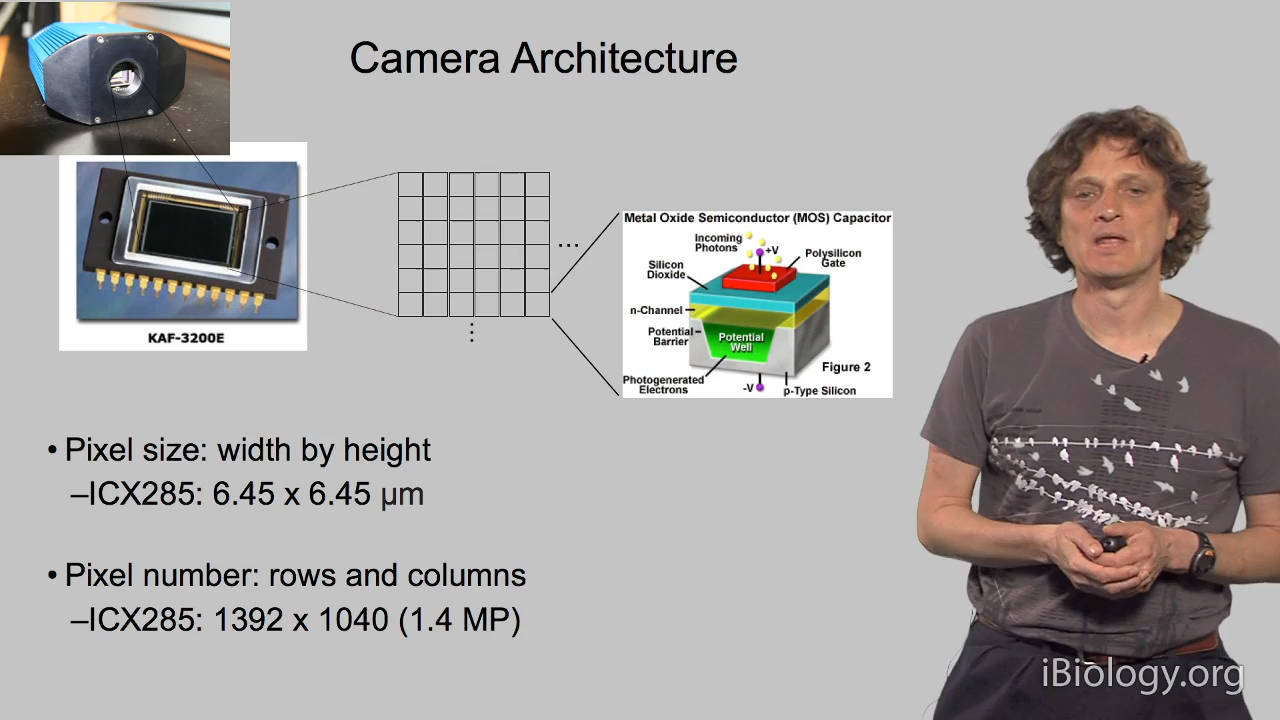 Camera Architecture
KAF-3200E
...
Metal Oxide Semiconductor (MOS) Capacitor
Incoming
Photons
+V
Polysilicon
Gate
Silicon
Dioxide
n-Channel
Potential
Barrier
Potential
Well
Figure 2
Photogenerated
Electrons
-V
p-Type Silicon
• Pixel size: width by height
–ICX285: 6.45 x 6.45 µm
• Pixel number: rows and columns
–ICX285: 1392 x 1040 (1.4 MP)
iBiology.org